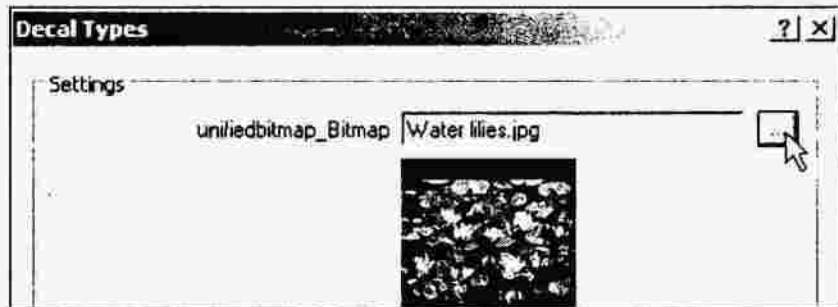 Decal Types
? X
Settings
unifiedbitmap_Bitmap Water lilies.jpg ...